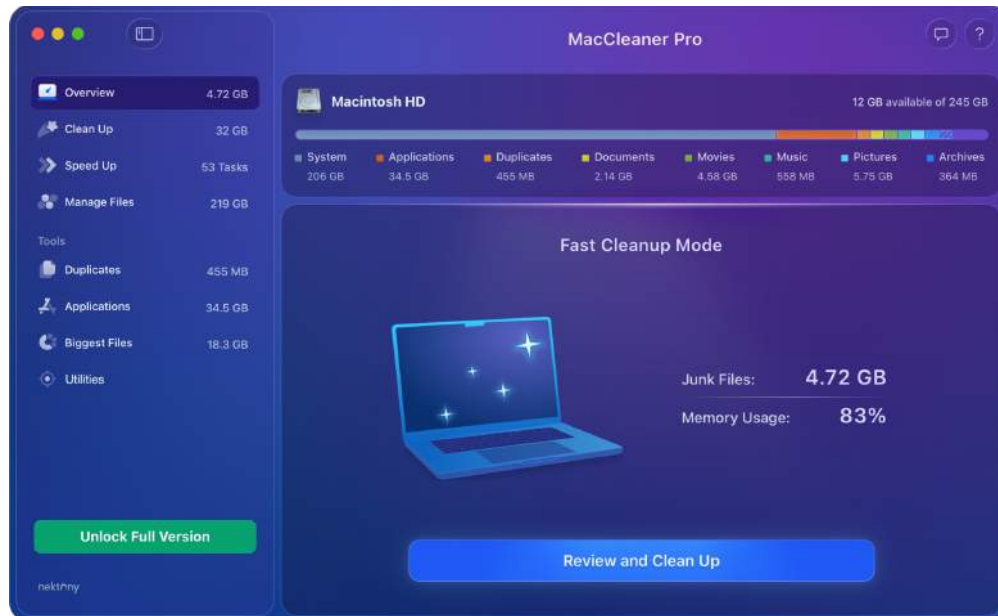 MacCleaner Pro
?
Overview 4.72 GB
Clean Up 32 GB
Speed Up 53 Tasks
Manage Files 219 GB
Tools
Duplicates 455 MB
Applications 34.5 GB
Biggest Files 18.3 GB
Utilities
Unlock Full Version
nektony
Macintosh HD 12 GB available of 245 GB
System Applications Duplicates Documents Movies Music Pictures Archives
206 GB 34.5 GB 455 MB 2.14 GB 4.58 GB 558 MB 5.75 GB 364 MB
Fast Cleanup Mode
Junk Files: 4.72 GB
Memory Usage: 83%
Review and Clean Up